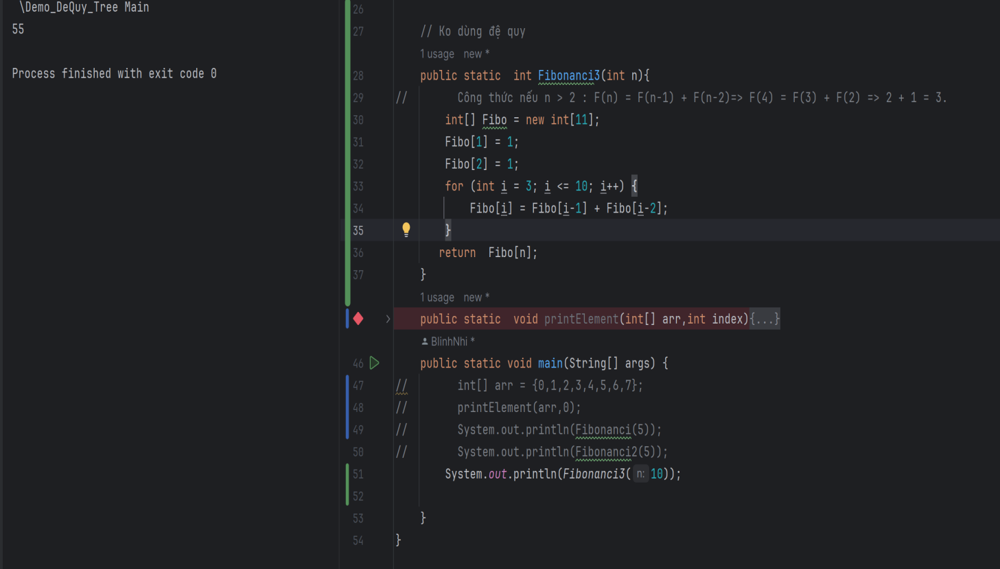 \Demo_DeQuy_Tree Main
55
Process finished with exit code 0
26
27 // Ko dùng đệ quy
1 usage new *
28 public static int Fibonanci3(int n){
29 // Công thức nếu n > 2 : F(n) = F(n-1) + F(n-2)=> F(4) = F(3) + F(2) => 2 + 1 = 3.
30 int[] Fibo = new int[11];
31 Fibo[1] = 1;
32 Fibo[2] = 1;
33 for (int i = 3; i <= 10; i++) {
34 Fibo[i] = Fibo[i-1] + Fibo[i-2];
35 }
36 return Fibo[n];
37 }
1 usage new *
public static void printElement(int[] arr,int index){...}
BlinhNhi *
46 public static void main(String[] args) {
47 // int[] arr = {0,1,2,3,4,5,6,7};
48 // printElement(arr,0);
49 // System.out.println(Fibonanci(5));
50 // System.out.println(Fibonanci2(5));
51 System.out.println(Fibonanci3( n: 10));
52
53 }
54 }